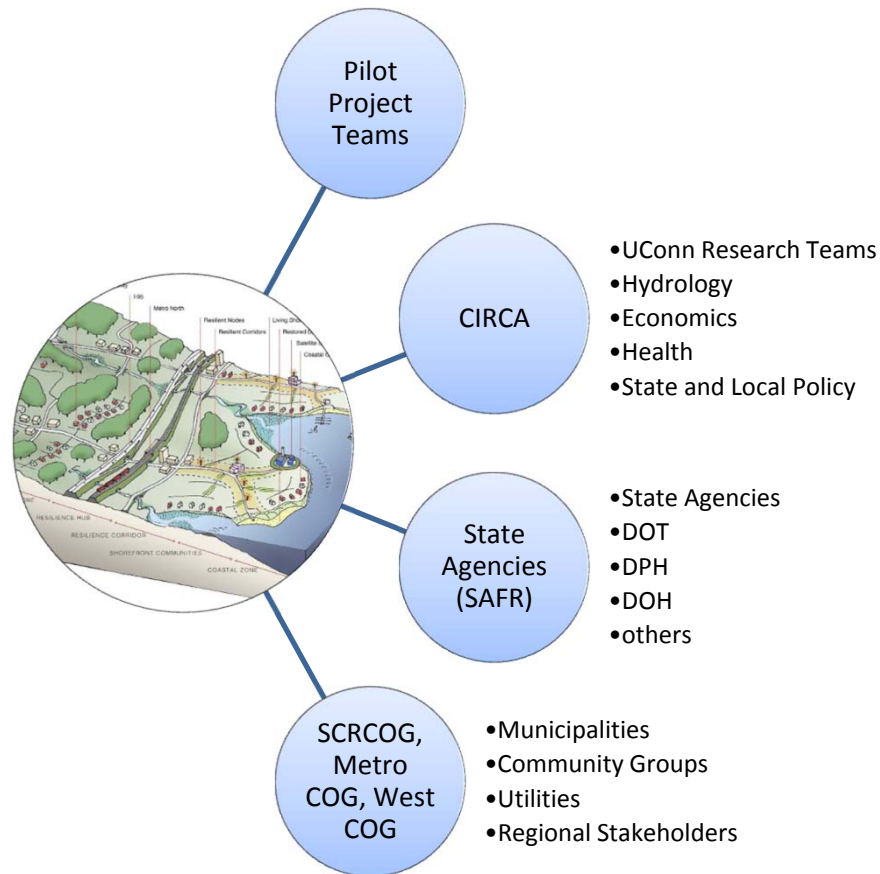 Pilot
Project
Teams
CIRCA
•UConn Research Teams
•Hydrology
•Economics
•Health
•State and Local Policy
I-95
Metro North
Resilient Nodes
Resilient Corridors
RESILIENCE HUB
RESILIENCE CORRIDOR
SHOREFRONT COMMUNITIES
COASTAL ZONE
State
Agencies
(SAFR)
•State Agencies
•DOT
•DPH
•DOH
•others
SCRCOG,
Metro
COG, West
COG
•Municipalities
•Community Groups
•Utilities
•Regional Stakeholders